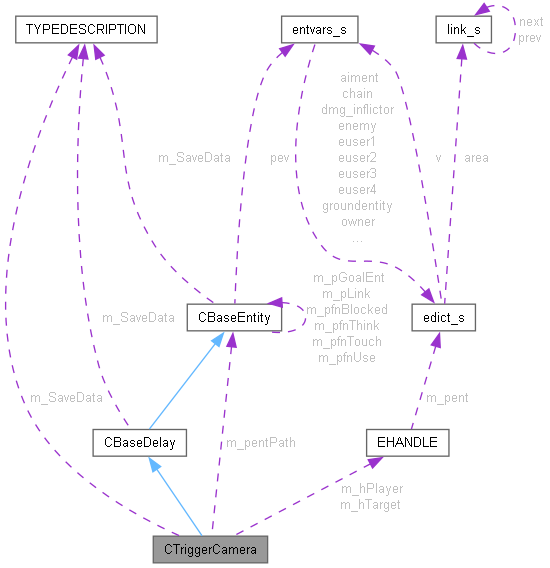 TYPEDESCRIPTION
entvars_s
link_s
next
prev
aiment
chain
dmg_inflictor
enemy
euser1
euser2
euser3
euser4
groundentity
owner
...
m_SaveData
pev
v
area
m_pGoalEnt
m_pLink
m_pfnBlocked
m_pfnThink
m_pfnTouch
m_pfnUse
m_SaveData
CBaseEntity
edict_s
m_SaveData
m_pent
CBaseDelay
m_pentPath
EHANDLE
m_hPlayer
m_hTarget
CTriggerCamera